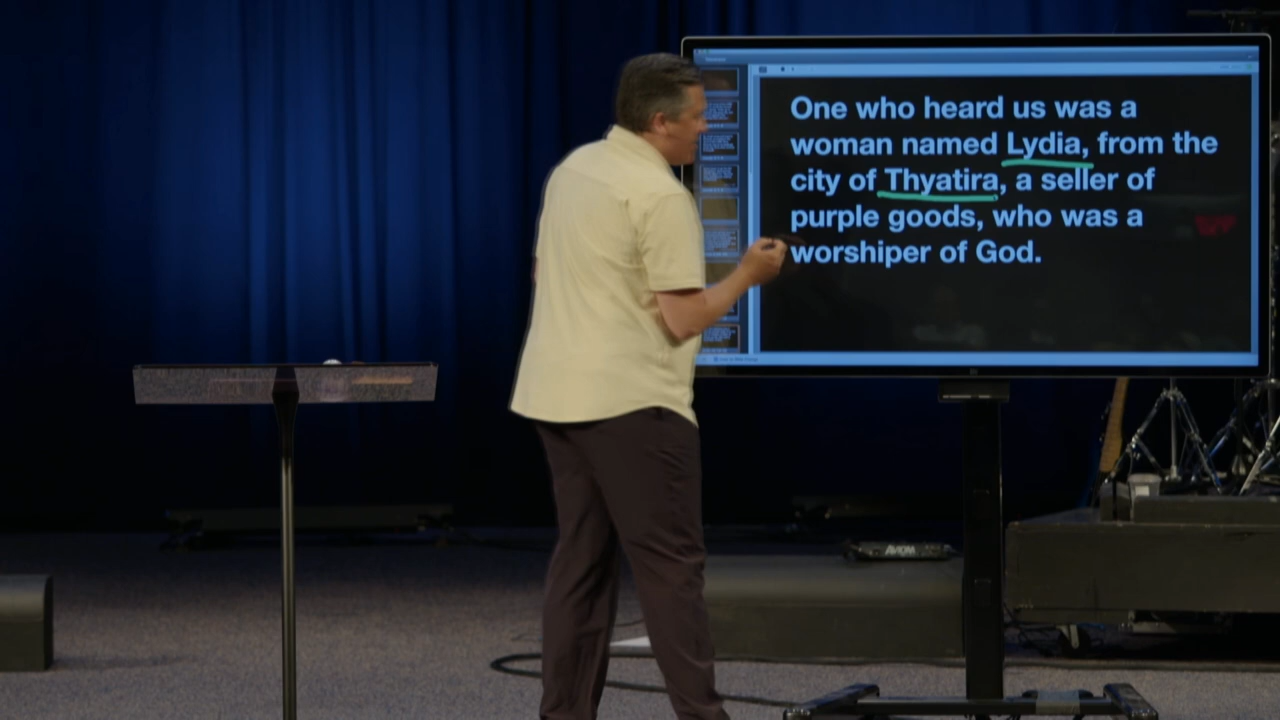 One who heard us was a
woman named Lydia, from the
city of Thyatira, a seller of
purple goods, who was a
worshiper of God.
AVIOM